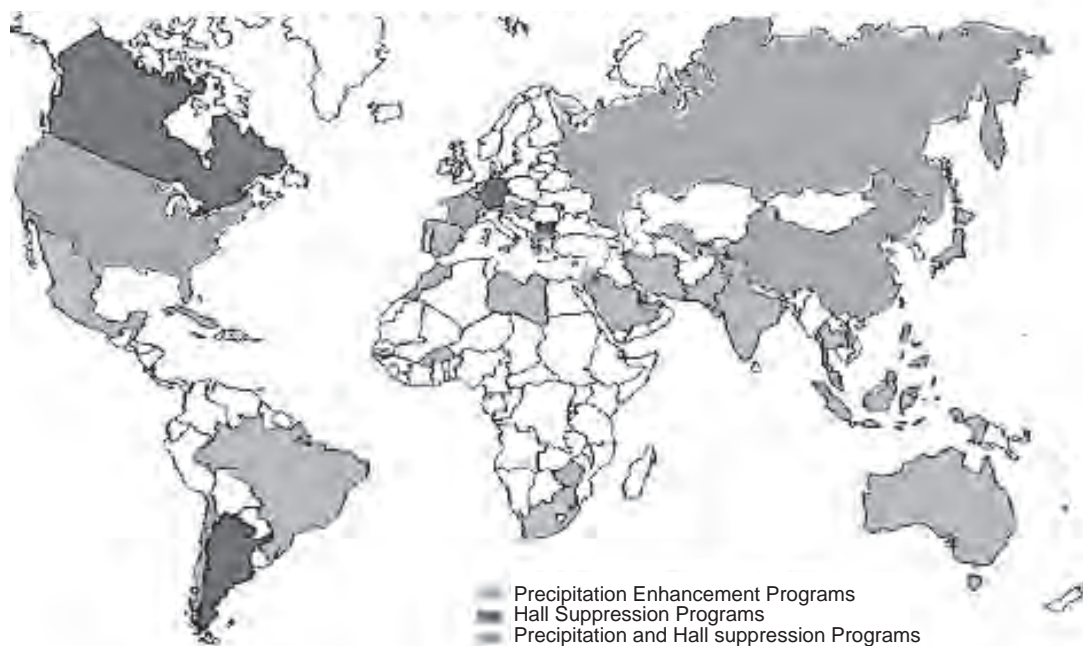 Precipitation Enhancement Programs
Hall Suppression Programs
Precipitation and Hall suppression Programs